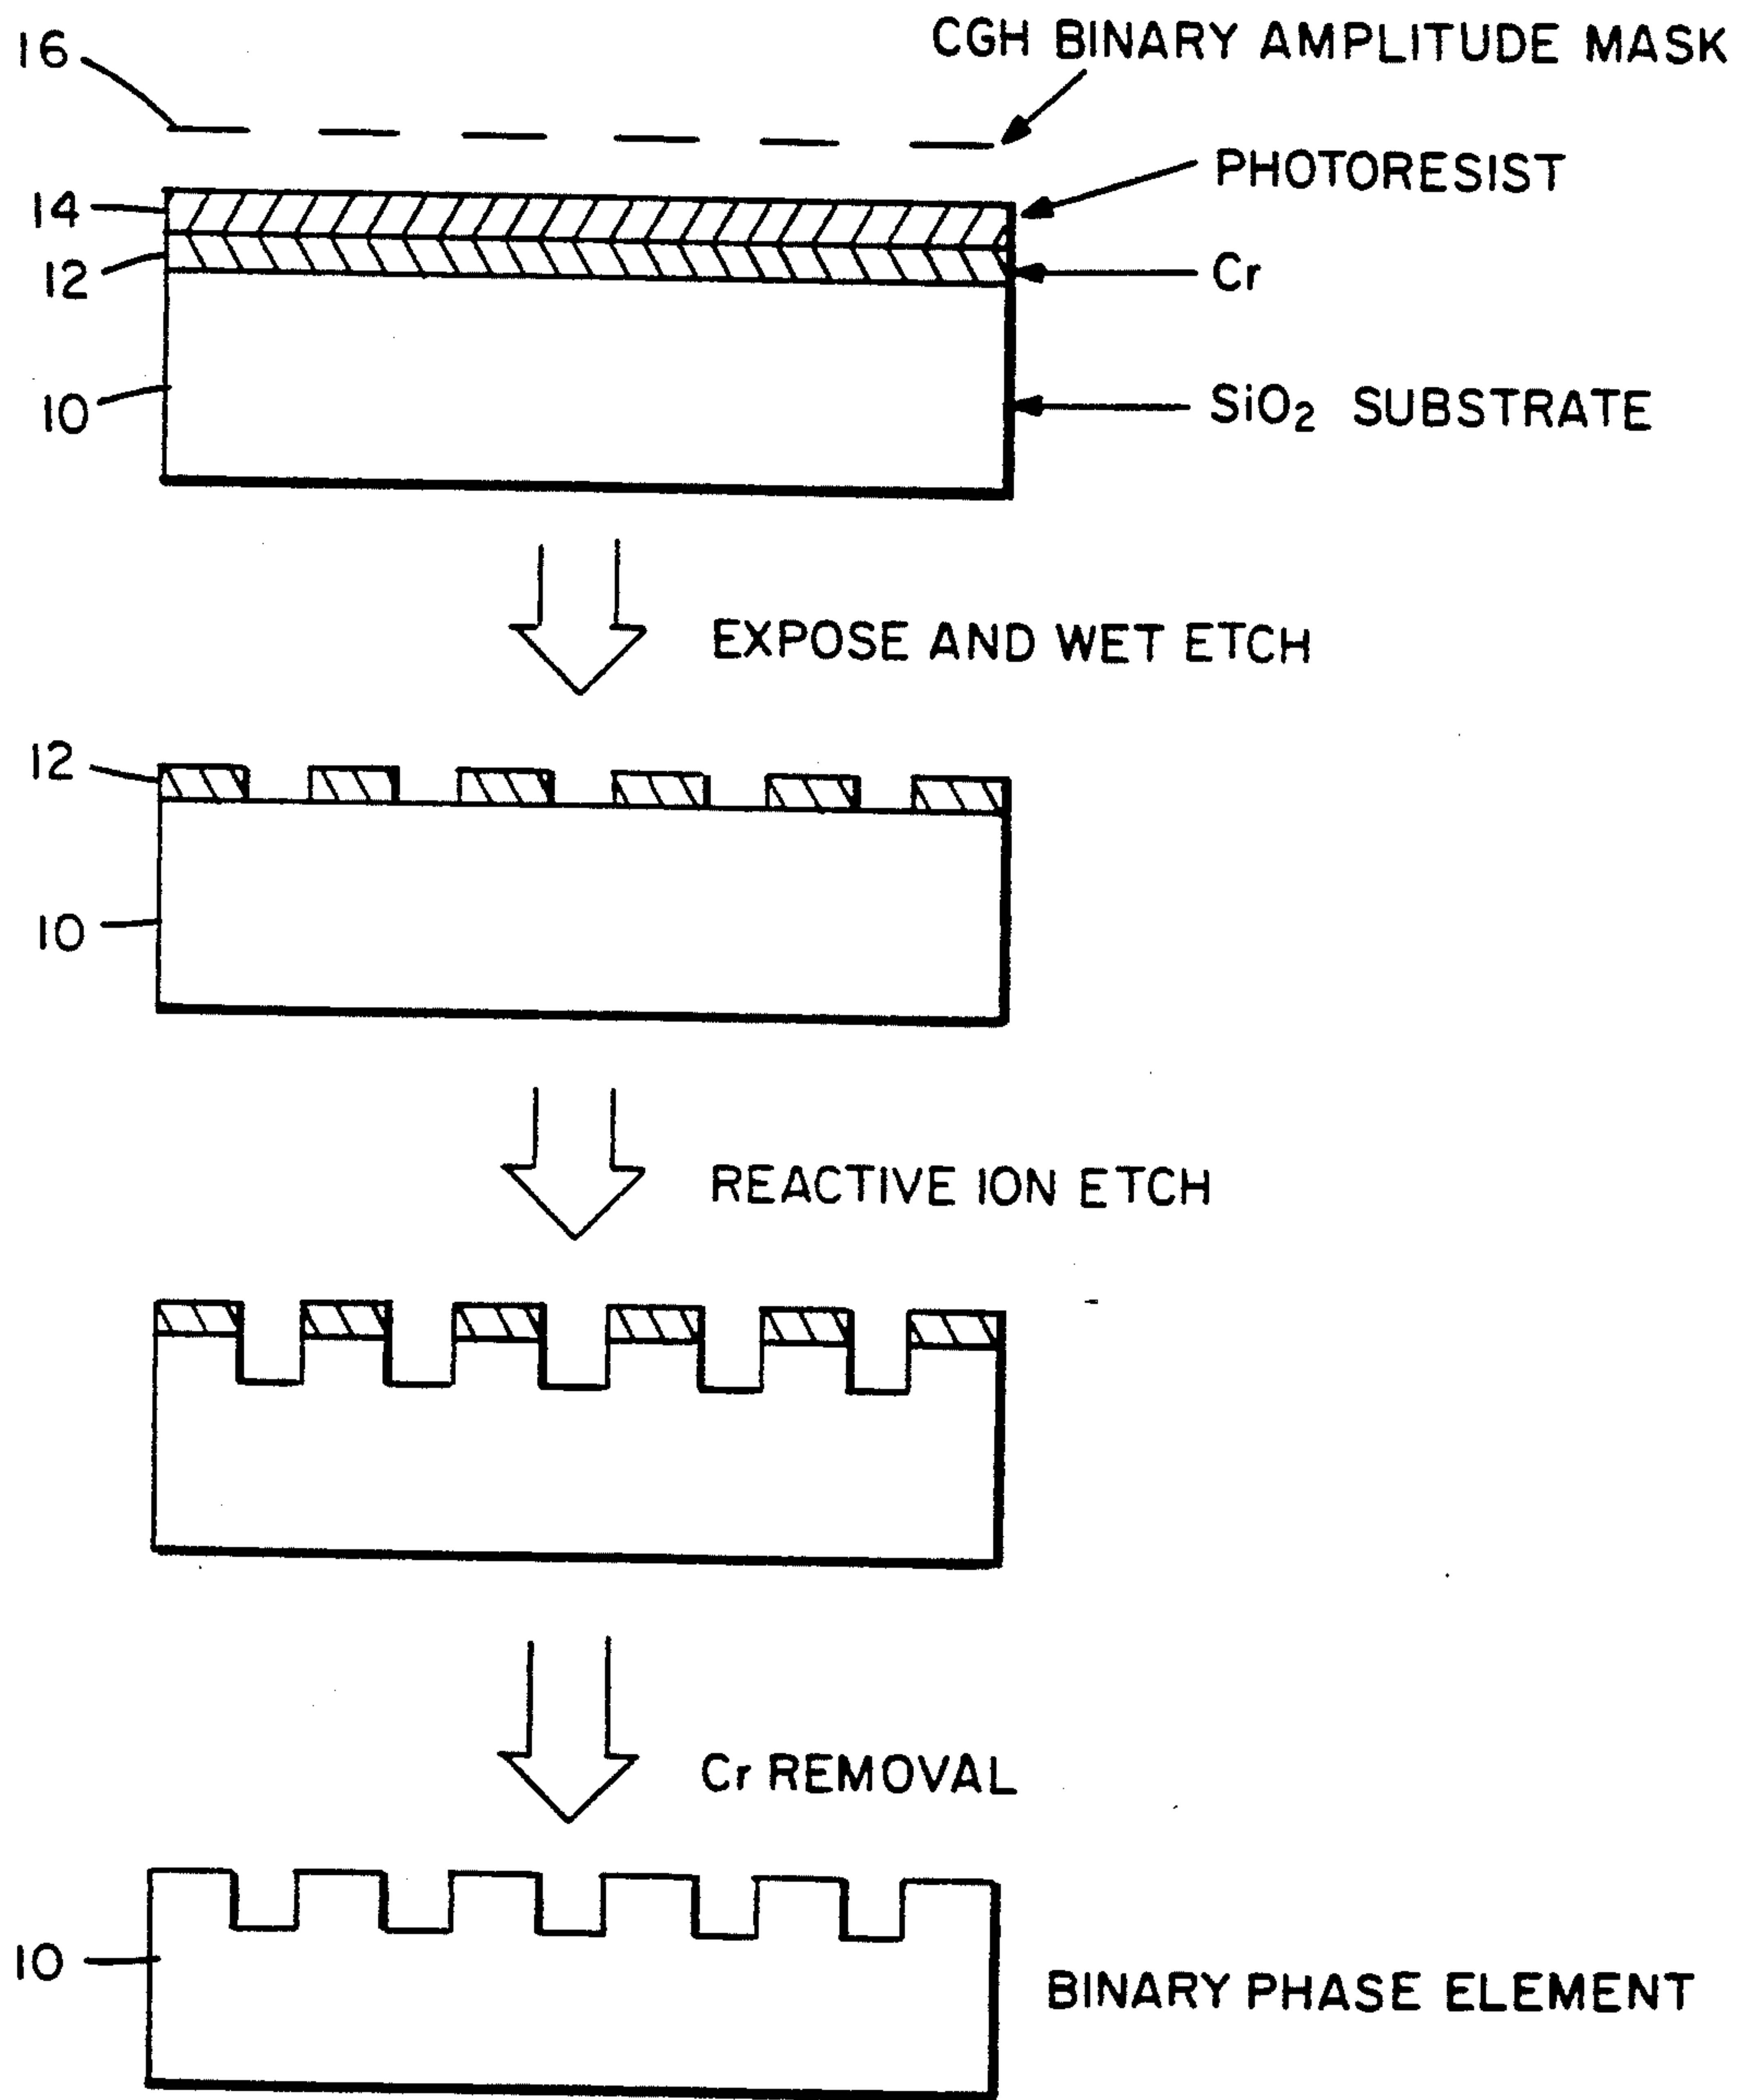 16
CGH BINARY AMPLITUDE MASK
PHOTORESIST
14
12
Cr
10
SiO₂ SUBSTRATE
EXPOSE AND WET ETCH
12
10
REACTIVE ION ETCH
Cr REMOVAL
10
BINARY PHASE ELEMENT